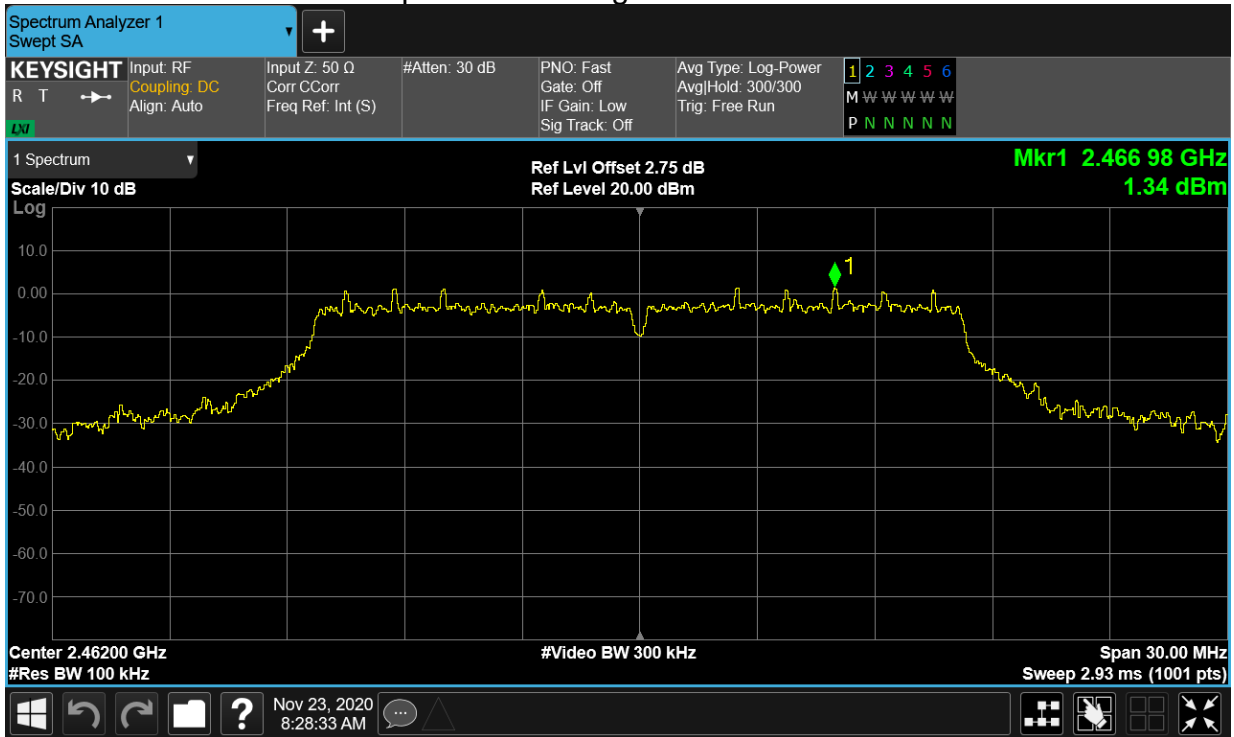 Spectrum Analyzer 1
Swept SA
KEYSIGHT
R T
LXI
Input: RF
Coupling: DC
Align: Auto
Input Z: 50 Ω
Corr CCorr
Freq Ref: Int (S)
#Atten: 30 dB
PNO: Fast
Gate: Off
IF Gain: Low
Sig Track: Off
Avg Type: Log-Power
Avg|Hold: 300/300
Trig: Free Run
1 2 3 4 5 6
M W W W W W
P N N N N N
1 Spectrum
Scale/Div 10 dB
Ref Lvl Offset 2.75 dB
Ref Level 20.00 dBm
Mkr1 2.466 98 GHz
1.34 dBm
Log
10.0
0.00
-10.0
-20.0
-30.0
-40.0
-50.0
-60.0
-70.0
1
Center 2.46200 GHz
#Res BW 100 kHz
#Video BW 300 kHz
Span 30.00 MHz
Sweep 2.93 ms (1001 pts)
?
Nov 23, 2020
8:28:33 AM